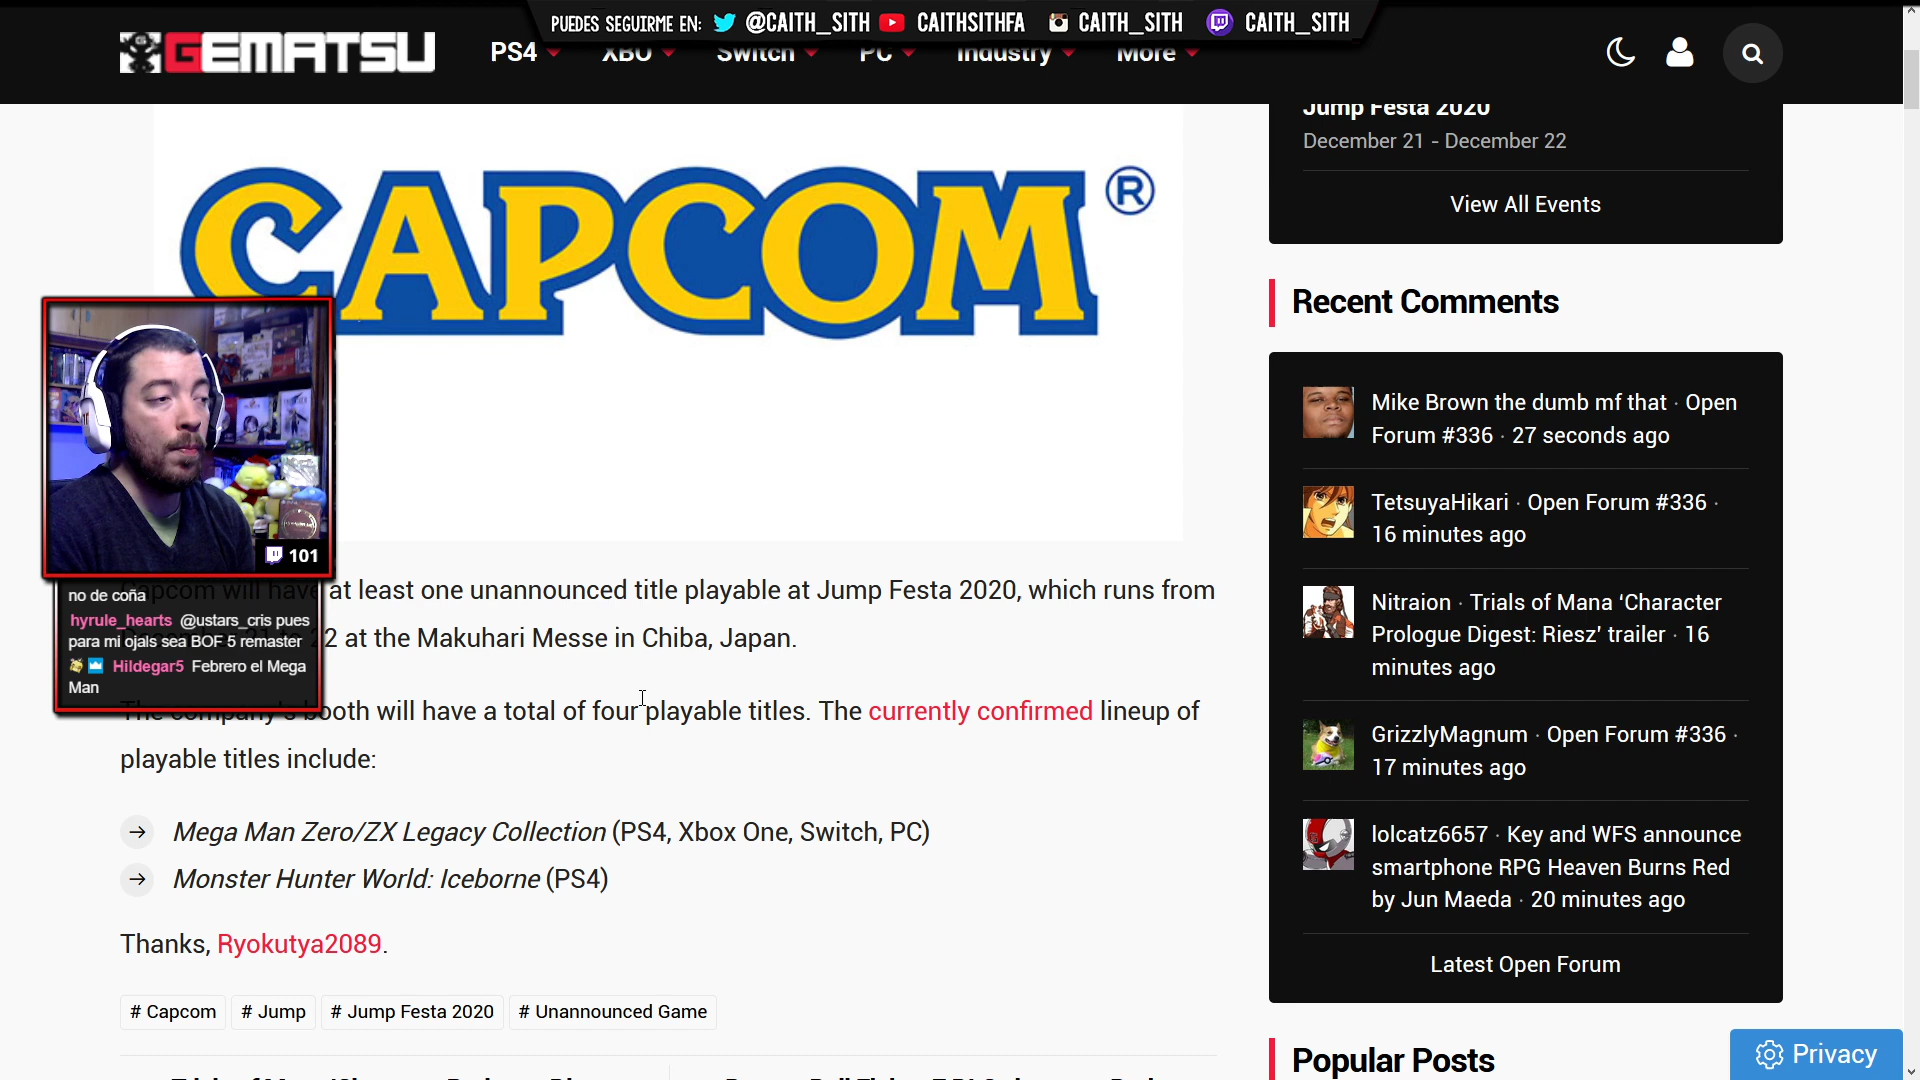 PUEDES SEGUIRME EN: @CAITH_SITH CAITHSITHFA CAITH_SITH CAITH_SITH
GEMATSU PS4 XBO Switch PC Industry More
Jump Festa 2020
December 21 - December 22
View All Events
CAPCOM®
Recent Comments
Mike Brown the dumb mf that · Open
Forum #336 · 27 seconds ago
TetsuyaHikari · Open Forum #336 ·
16 minutes ago
Nitraion · Trials of Mana ‘Character
Prologue Digest: Riesz’ trailer · 16
minutes ago
GrizzlyMagnum · Open Forum #336 ·
17 minutes ago
lolcatz6657 · Key and WFS announce
smartphone RPG Heaven Burns Red
by Jun Maeda · 20 minutes ago
Latest Open Forum
Popular Posts
101
no de coña
hyrule_hearts @ustars_cris pues
para mi ojals sea BOF 5 remaster
Hildegar5 Febrero el Mega
Man
Capcom will have at least one unannounced title playable at Jump Festa 2020, which runs from
22 at the Makuhari Messe in Chiba, Japan.
The company’s booth will have a total of four playable titles. The currently confirmed lineup of
playable titles include:
Mega Man Zero/ZX Legacy Collection (PS4, Xbox One, Switch, PC)
Monster Hunter World: Iceborne (PS4)
Thanks, Ryokutya2089.
# Capcom # Jump # Jump Festa 2020 # Unannounced Game
Privacy